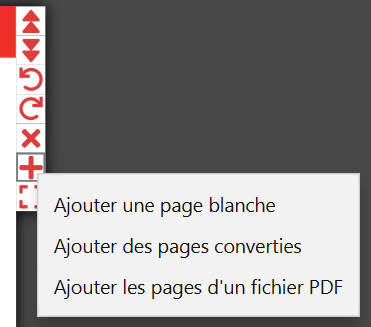 Ajouter une page blanche
Ajouter des pages converties
Ajouter les pages d'un fichier PDF